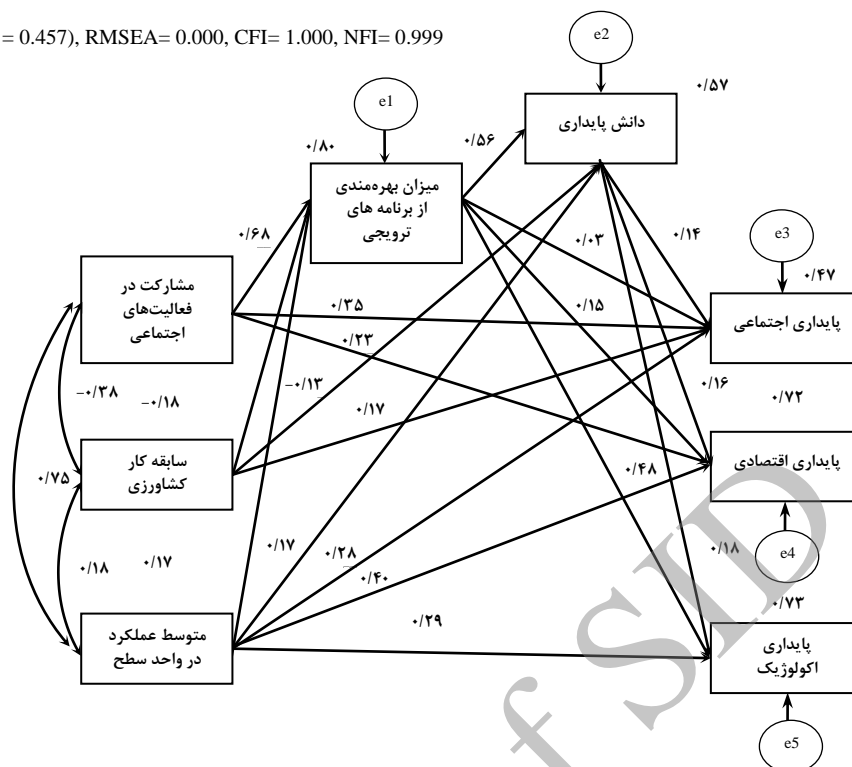 = 0.457), RMSEA= 0.000, CFI= 1.000, NFI= 0.999
e2
۰/۵۷
دانش پایداری
e1
۰/۸۰
۰/۵۶
میزان بهره‌مندی
از برنامه های
ترویجی
۰/۶۸
۰/۰۳
۰/۱۴
e3
۰/۴۷
مشارکت در
فعالیت‌های
اجتماعی
۰/۳۵
۰/۱۵
پایداری اجتماعی
۰/۲۳
−۰/۳۸
−۰/۱۸
−۰/۱۳
۰/۱۷
۰/۱۶
۰/۷۲
سابقه کار
کشاورزی
۰/۷۵
۰/۴۸
پایداری اقتصادی
۰/۱۸
۰/۱۷
۰/۱۷
۰/۲۸
۰/۴۰
۰/۱۸
e4
۰/۷۳
متوسط عملکرد
در واحد سطح
۰/۲۹
پایداری
اکولوژیک
e5
f SID